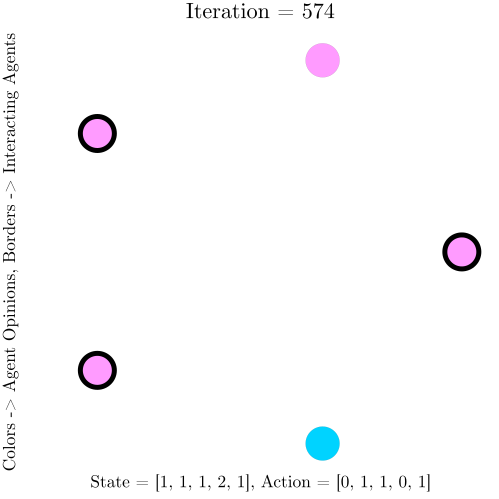 Iteration = 574
Colors -> Agent Opinions, Borders -> Interacting Agents
State = [1, 1, 1, 2, 1], Action = [0, 1, 1, 0, 1]